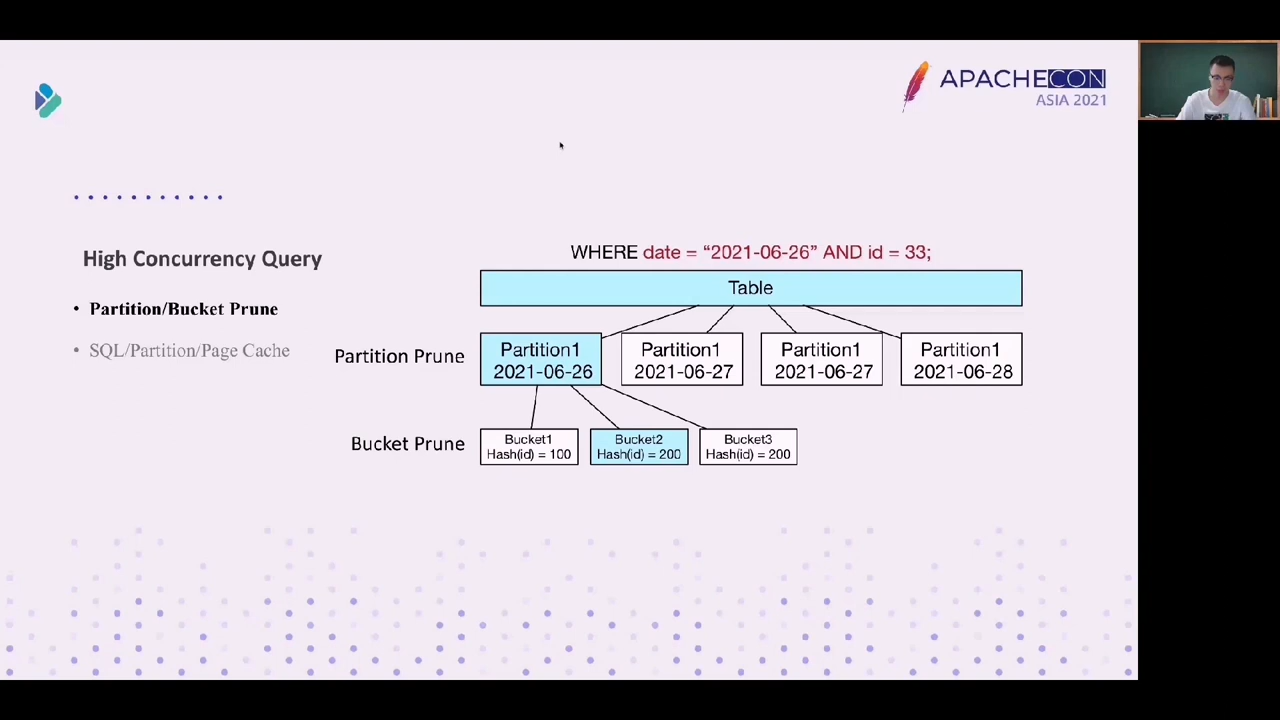 APACHECON
ASIA 2021
High Concurrency Query
• Partition/Bucket Prune
• SQL/Partition/Page Cache
WHERE date = “2021-06-26” AND id = 33;
Table
Partition Prune
Partition1
2021-06-26
Partition1
2021-06-27
Partition1
2021-06-27
Partition1
2021-06-28
Bucket Prune
Bucket1
Hash(id) = 100
Bucket2
Hash(id) = 200
Bucket3
Hash(id) = 200